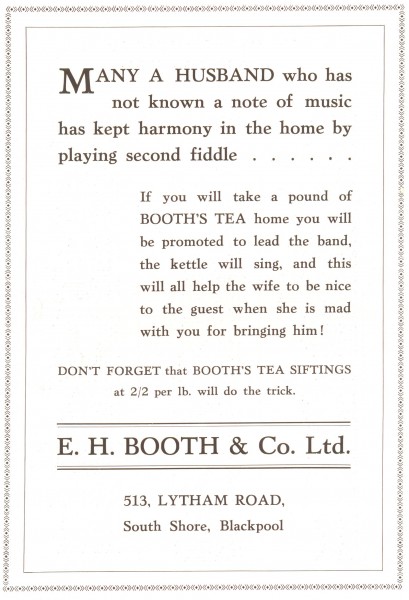 MANY A HUSBAND who has
not known a note of music
has kept harmony in the home by
playing second fiddle . . . . . .
If you will take a pound of
BOOTH'S TEA home you will
be promoted to lead the band,
the kettle will sing, and this
will all help the wife to be nice
to the guest when she is mad
with you for bringing him!
DON'T FORGET that BOOTH'S TEA SIFTINGS
at 2/2 per lb. will do the trick.
E. H. BOOTH & Co. Ltd.
513, LYTHAM ROAD,
South Shore, Blackpool